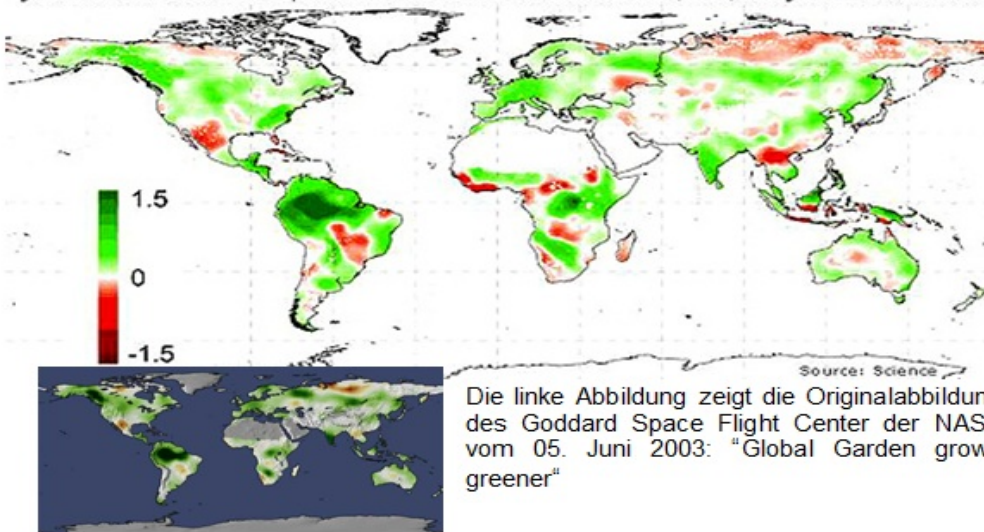 1.5
0
-1.5
Source: Science
Die linke Abbildung zeigt die Originalabbildun
des Goddard Space Flight Center der NAS
vom 05. Juni 2003: “Global Garden grow
greener“